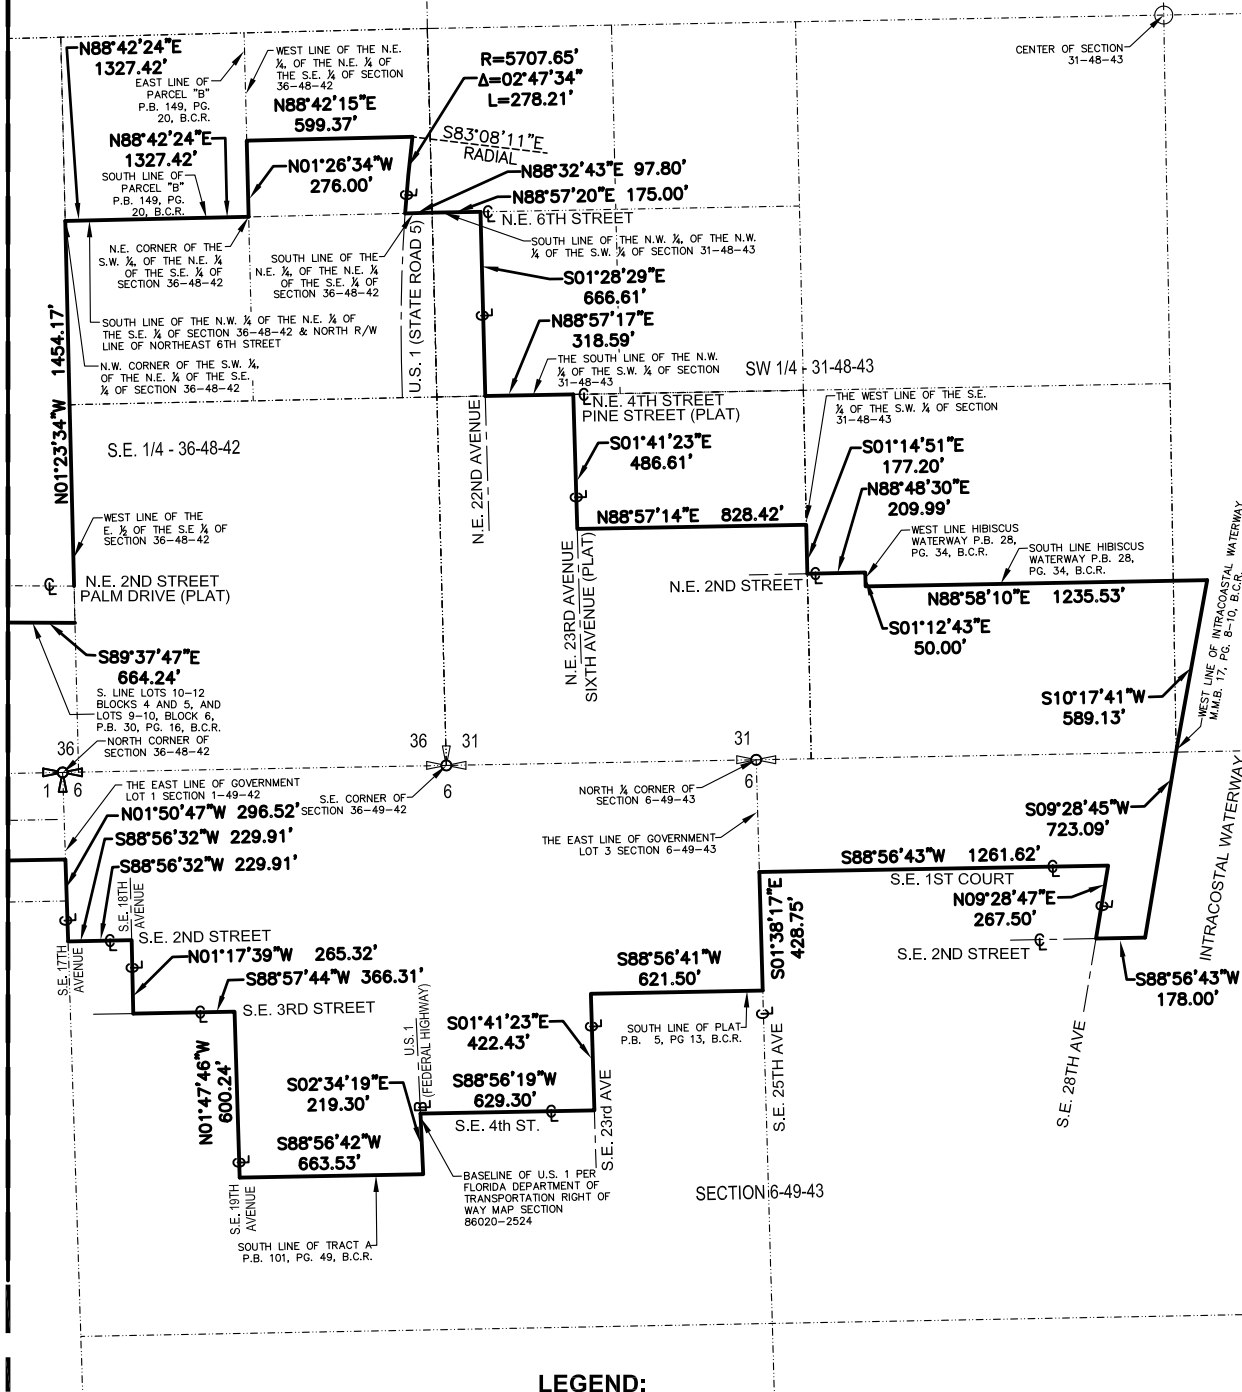 N88°42'24"E
1327.42'
EAST LINE OF
PARCEL "B"
P.B. 149, PG.
20, B.C.R.
WEST LINE OF THE N.E.
¼, OF THE N.E. ¼ OF
THE S.E. ¼ OF SECTION
36-48-42
N88°42'15"E
599.37'
R=5707.65'
Δ=02°47'34"
L=278.21'
CENTER OF SECTION
31-48-43
N88°42'24"E
1327.42'
SOUTH LINE OF
PARCEL "B"
P.B. 149, PG.
20, B.C.R.
N01°26'34"W
276.00'
S83°08'11"E
RADIAL
N88°32'43"E 97.80'
N88°57'20"E 175.00'
N.E. 6TH STREET
N.E. CORNER OF THE
S.W. ¼, OF THE N.E. ¼
OF THE S.E. ¼ OF
SECTION 36-48-42
SOUTH LINE OF THE
N.E. ¼, OF THE N.E. ¼
OF THE S.E. ¼ OF
SECTION 36-48-42
SOUTH LINE OF THE N.W. ¼, OF THE N.W.
¼ OF THE S.W. ¼ OF SECTION 31-48-43
S01°28'29"E
666.61'
U.S. 1 (STATE ROAD 5)
SOUTH LINE OF THE N.W. ¼ OF THE N.E. ¼ OF
THE S.E. ¼ OF SECTION 36-48-42 & NORTH R/W
LINE OF NORTHEAST 6TH STREET
N88°57'17"E
318.59'
N.W. CORNER OF THE S.W. ¼,
OF THE N.E. ¼ OF THE S.E.
¼ OF SECTION 36-48-42
THE SOUTH LINE OF THE N.W.
¼ OF THE S.W. ¼ OF SECTION
31-48-43
SW 1/4 - 31-48-43
N01°23'34"W 1454.17'
N.E. 4TH STREET
PINE STREET (PLAT)
THE WEST LINE OF THE S.E.
¼ OF THE S.W. ¼ OF SECTION
31-48-43
S.E. 1/4 - 36-48-42
N.E. 22ND AVENUE
S01°41'23"E
486.61'
S01°14'51"E
177.20'
N88°48'30"E
209.99'
N88°57'14"E 828.42'
WEST LINE OF THE
E. ½ OF THE S.E ¼ OF
SECTION 36-48-42
WEST LINE HIBISCUS
WATERWAY P.B. 28,
PG. 34, B.C.R.
SOUTH LINE HIBISCUS
WATERWAY P.B. 28,
PG. 34, B.C.R.
N.E. 2ND STREET
PALM DRIVE (PLAT)
N.E. 23RD AVENUE
SIXTH AVENUE (PLAT)
N.E. 2ND STREET
N88°58'10"E 1235.53'
S01°12'43"E
50.00'
WEST LINE OF INTRACOASTAL WATERWAY
M.M.B. 17, PG. 8-10, B.C.R.
S89°37'47"E
664.24'
S. LINE LOTS 10-12
BLOCKS 4 AND 5, AND
LOTS 9-10, BLOCK 6,
P.B. 30, PG. 16, B.C.R.
NORTH CORNER OF
SECTION 36-48-42
S10°17'41"W
589.13'
36
1 6
36 31
6
31
6
THE EAST LINE OF GOVERNMENT
LOT 1 SECTION 1-49-42
S.E. CORNER OF
SECTION 36-49-42
NORTH ¼ CORNER OF
SECTION 6-49-43
N01°50'47"W 296.52'
S88°56'32"W 229.91'
S88°56'32"W 229.91'
THE EAST LINE OF GOVERNMENT
LOT 3 SECTION 6-49-43
S09°28'45"W
723.09'
INTRACOSTAL WATERWAY
S88°56'43"W 1261.62'
S.E. 1ST COURT
N09°28'47"E
267.50'
S01°38'17"E
428.75'
S.E. 18TH
AVENUE
S.E. 2ND STREET
S.E. 17TH
AVENUE
N01°17'39"W 265.32'
S88°57'44"W 366.31'
S88°56'41"W
621.50'
S.E. 2ND STREET
S88°56'43"W
178.00'
S.E. 3RD STREET
U.S. 1
(FEDERAL HIGHWAY)
S01°41'23"E
422.43'
SOUTH LINE OF PLAT
P.B. 5, PG 13, B.C.R.
S.E. 25TH AVE
S.E. 28TH AVE
N01°47'46"W
600.24'
S02°34'19"E
219.30'
S88°56'19"W
629.30'
S.E. 4th ST.
S.E. 23rd AVE
S88°56'42"W
663.53'
BASELINE OF U.S. 1 PER
FLORIDA DEPARTMENT OF
TRANSPORTATION RIGHT OF
WAY MAP SECTION
86020-2524
SECTION 6-49-43
S.E. 19TH
AVENUE
SOUTH LINE OF TRACT A
P.B. 101, PG. 49, B.C.R.
LEGEND: